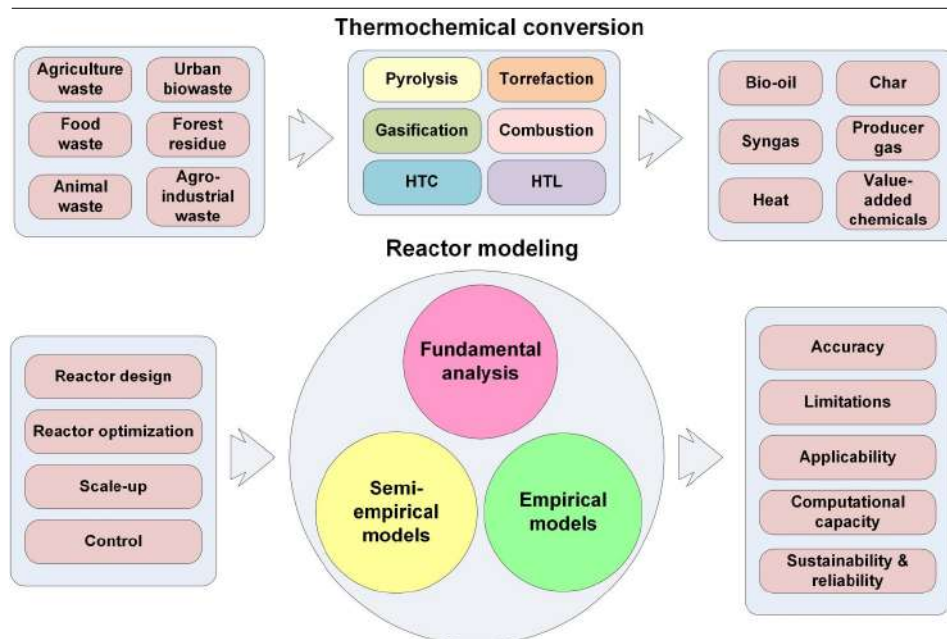 Thermochemical conversion
Agriculture
waste
Urban
biowaste
Food
waste
Forest
residue
Animal
waste
Agro-
industrial
waste
Pyrolysis
Torrefaction
Gasification
Combustion
HTC
HTL
Bio-oil
Char
Syngas
Producer
gas
Heat
Value-
added
chemicals
Reactor modeling
Reactor design
Reactor optimization
Scale-up
Control
Fundamental
analysis
Semi-
empirical
models
Empirical
models
Accuracy
Limitations
Applicability
Computational
capacity
Sustainability &
reliability